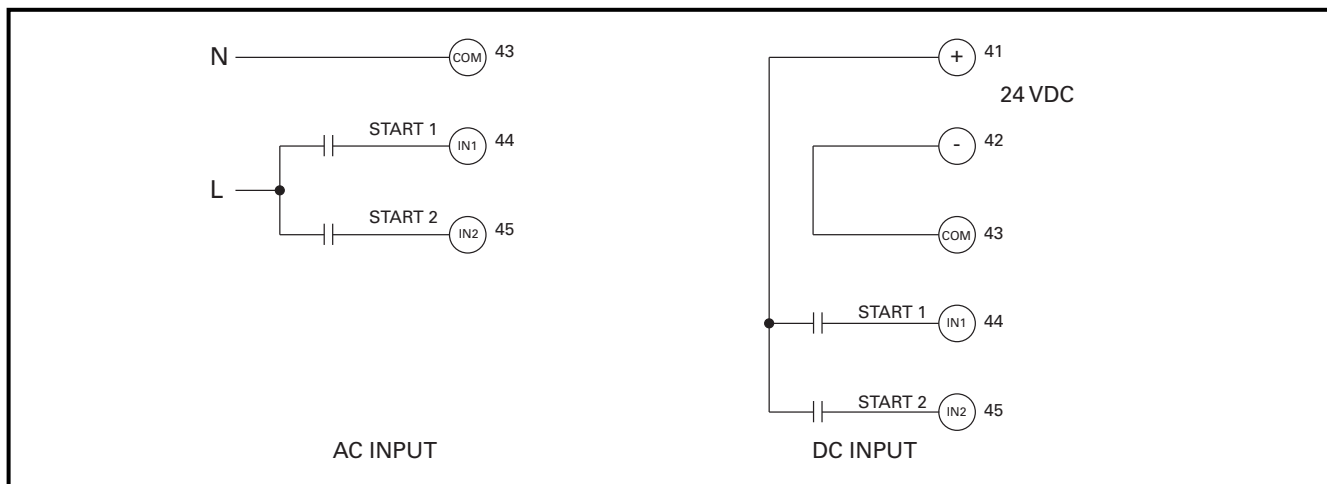 N COM 43
START 1 IN1 44
L
START 2 IN2 45
AC INPUT
+ 41
24 VDC
- 42
COM 43
START 1 IN1 44
START 2 IN2 45
DC INPUT